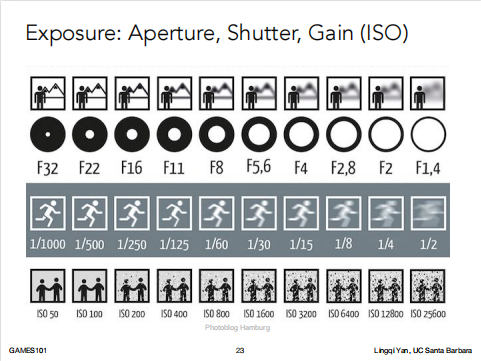 Exposure: Aperture, Shutter, Gain (ISO)
F32 F22 F16 F11 F8 F5,6 F4 F2,8 F2 F1,4
1/1000 1/500 1/250 1/125 1/60 1/30 1/15 1/8 1/4 1/2
ISO 50 ISO 100 ISO 200 ISO 400 ISO 800 ISO 1600 ISO 3200 ISO 6400 ISO 12800 ISO 25600
Photoblog Hamburg
GAMES101 23 Lingqi Yan, UC Santa Barbara